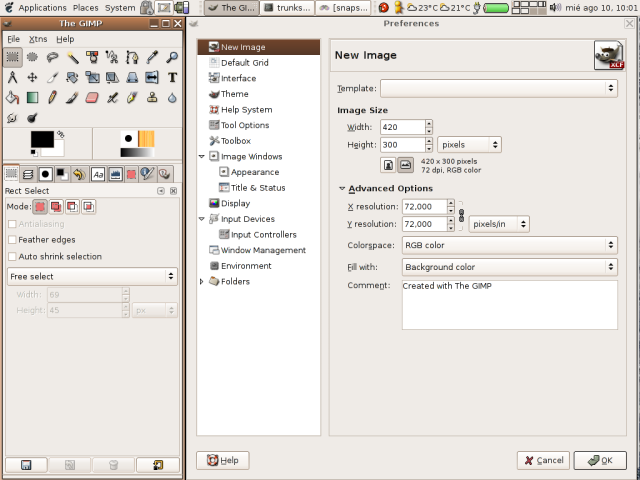 Applications Places System
The GI...
trunks...
[snaps...
23°C
21°C
mié ago 10, 10:01
The GIMP
File Xtns Help
Rect Select
Mode:
Antialiasing
Feather edges
Auto shrink selection
Free select
Width: 69
Height: 45 px
Preferences
New Image
Default Grid
Interface
Theme
Help System
Tool Options
Toolbox
Image Windows
Appearance
Title & Status
Display
Input Devices
Input Controllers
Window Management
Environment
Folders
New Image
XCF
Template:
Image Size
Width: 420
Height: 300 pixels
420 x 300 pixels
72 dpi, RGB color
Advanced Options
X resolution: 72,000
Y resolution: 72,000 pixels/in
Colorspace: RGB color
Fill with: Background color
Comment: Created with The GIMP
Help
Cancel
OK